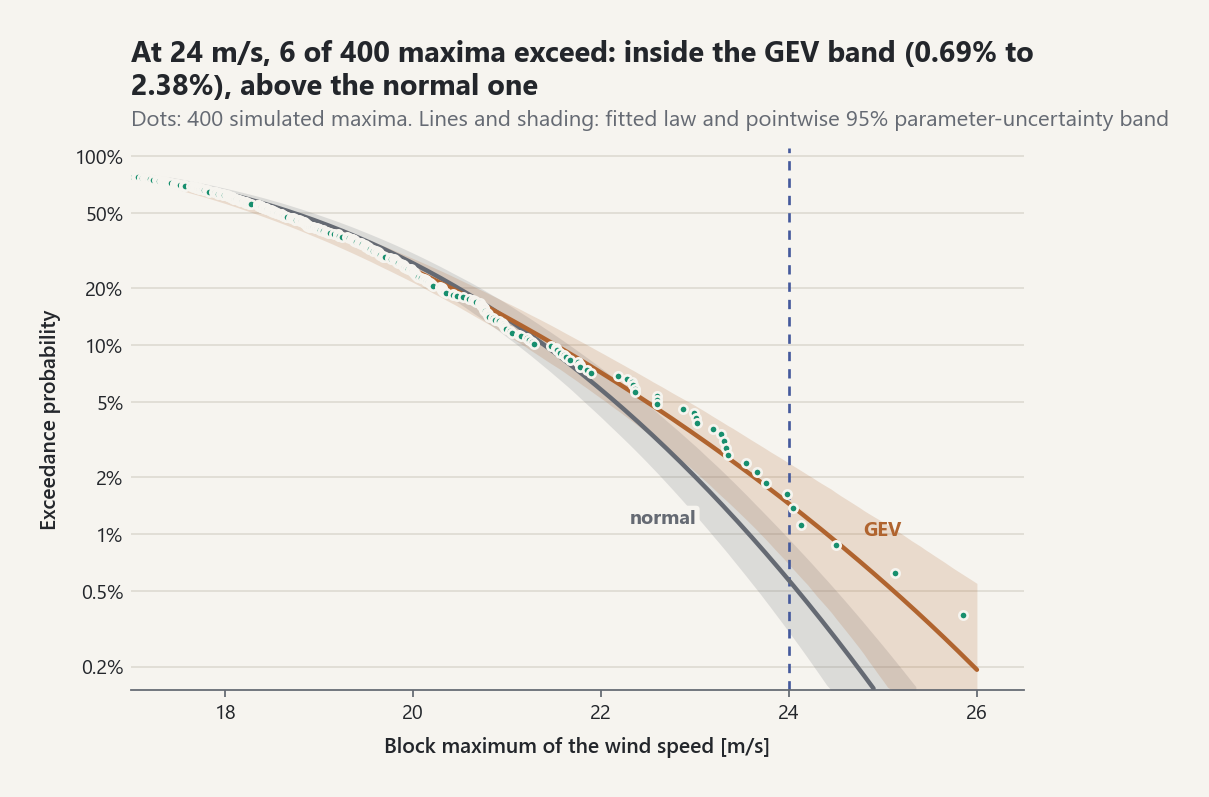 At 24 m/s, 6 of 400 maxima exceed: inside the GEV band (0.69% to
2.38%), above the normal one
Dots: 400 simulated maxima. Lines and shading: fitted law and pointwise 95% parameter-uncertainty band
100%
50%
20%
10%
5%
2%
1%
0.5%
0.2%
Exceedance probability
normal
GEV
18
20
22
24
26
Block maximum of the wind speed [m/s]